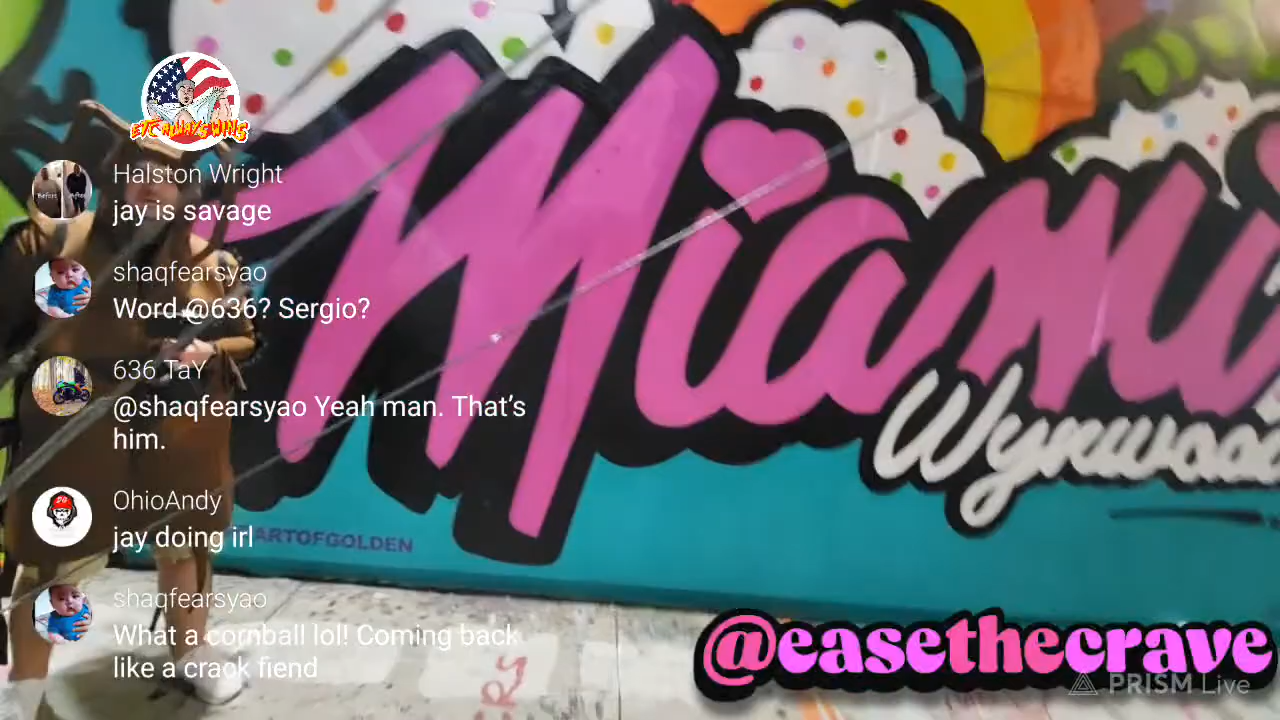 ETC ALWAYS WINS
Halston Wright
jay is savage
shaqfearsyao
Word @636? Sergio?
636 TaY
@shaqfearsyao Yeah man. That's
him.
OhioAndy
jay doing irl
shaqfearsyao
What a cornball lol! Coming back
like a crack fiend
Miami
Wynwood
ARTOFGOLDEN
@easethecrave
PRISM Live